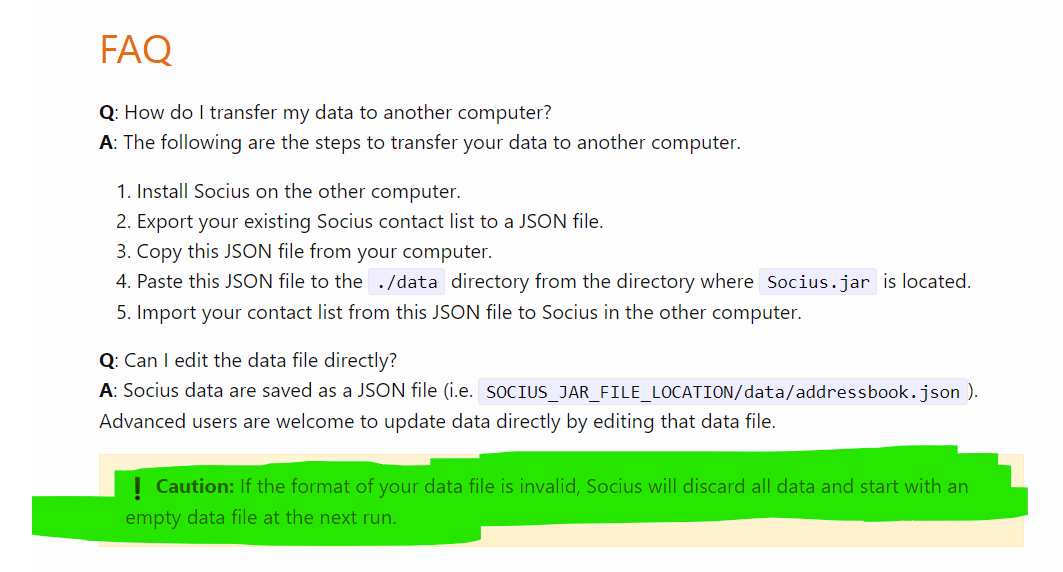 FAQ
Q: How do I transfer my data to another computer?
A: The following are the steps to transfer your data to another computer.
1. Install Socius on the other computer.
2. Export your existing Socius contact list to a JSON file.
3. Copy this JSON file from your computer.
4. Paste this JSON file to the ./data directory from the directory where Socius.jar is located.
5. Import your contact list from this JSON file to Socius in the other computer.
Q: Can I edit the data file directly?
A: Socius data are saved as a JSON file (i.e. SOCIUS_JAR_FILE_LOCATION/data/addressbook.json).
Advanced users are welcome to update data directly by editing that data file.
❗ Caution: If the format of your data file is invalid, Socius will discard all data and start with an
empty data file at the next run.